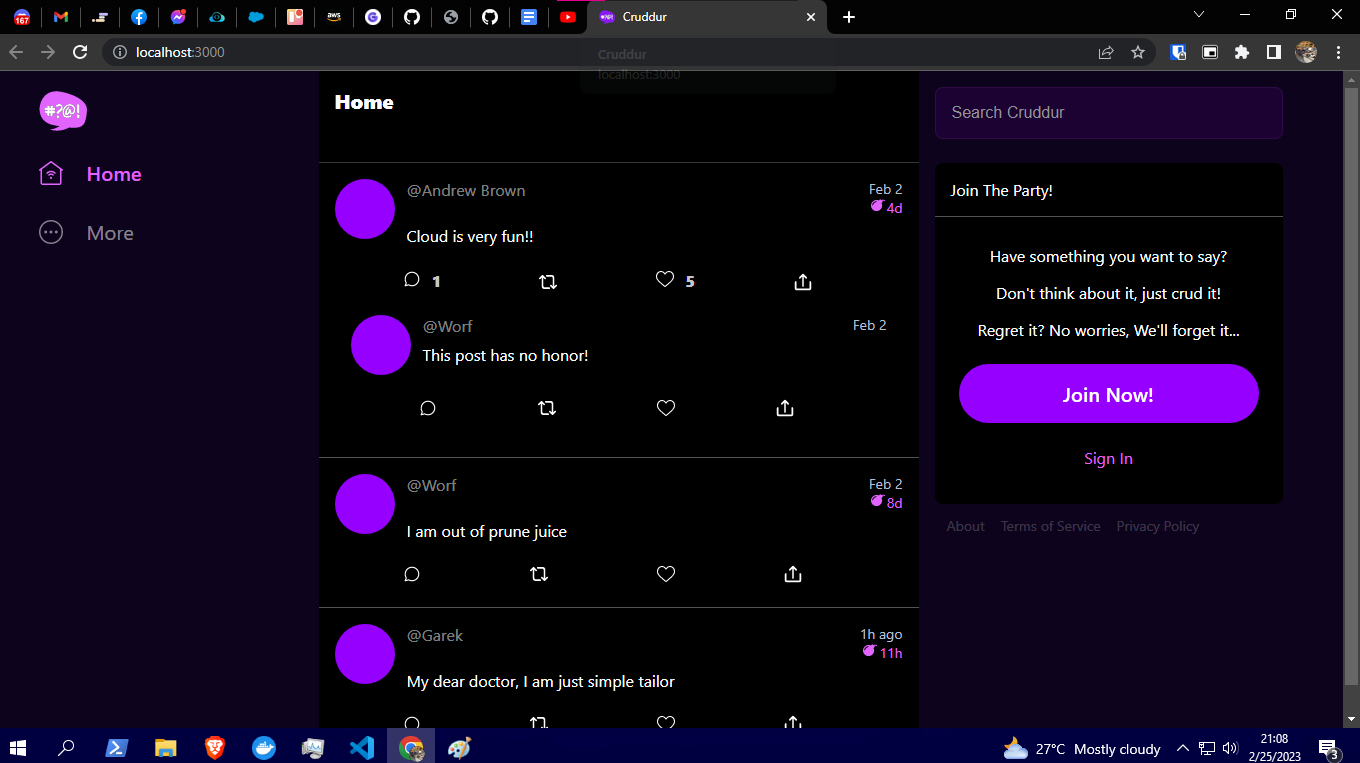 167
aws
Cruddur
localhost:3000
Cruddur
localhost:3000
#?@!
Home
More
Home
@Andrew Brown
Feb 2
4d
Cloud is very fun!!
1
5
@Worf
Feb 2
This post has no honor!
@Worf
Feb 2
8d
I am out of prune juice
@Garek
1h ago
11h
My dear doctor, I am just simple tailor
Search Cruddur
Join The Party!
Have something you want to say?
Don't think about it, just crud it!
Regret it? No worries, We'll forget it...
Join Now!
Sign In
About Terms of Service Privacy Policy
27°C Mostly cloudy
21:08
2/25/2023
3